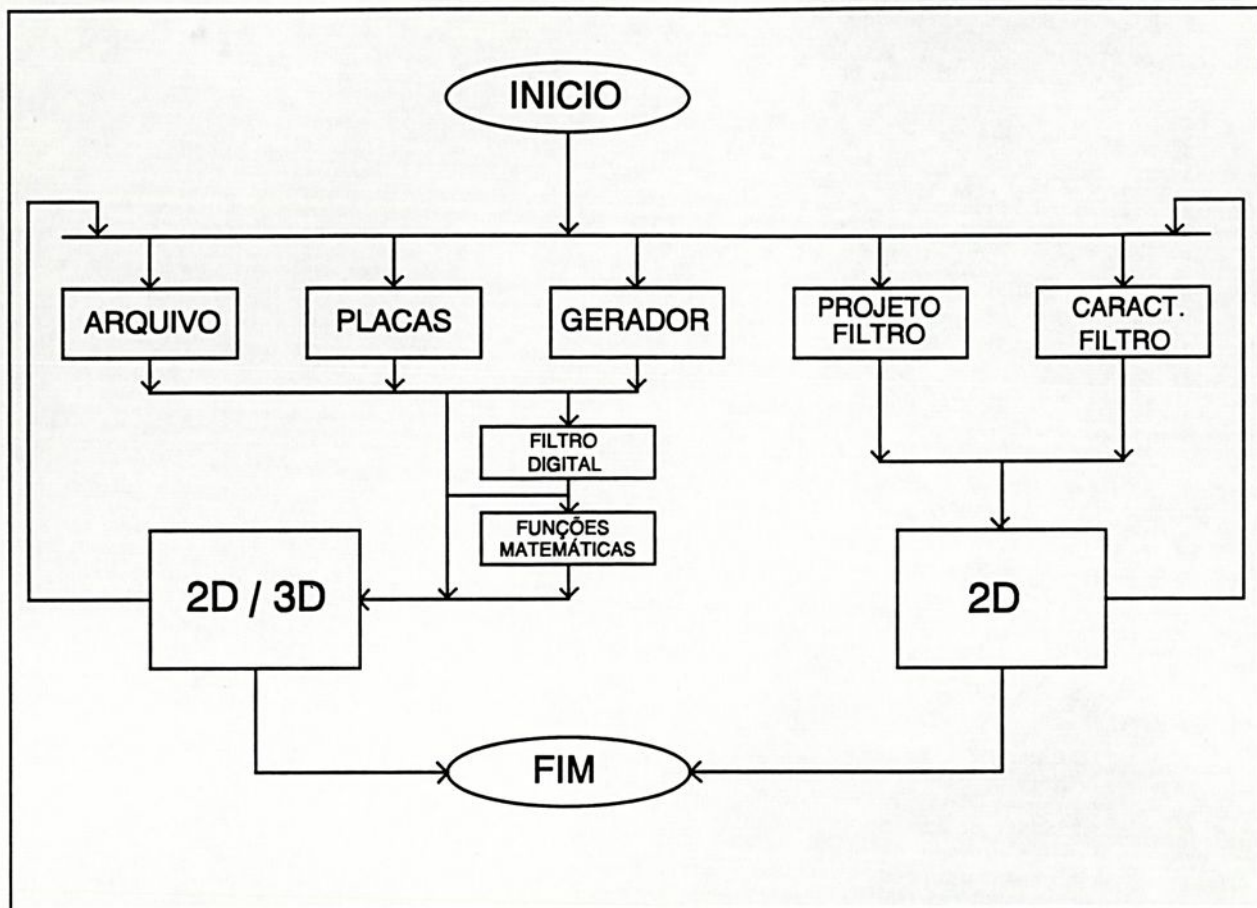 INICIO
ARQUIVO
PLACAS
GERADOR
PROJETO
FILTRO
CARACT.
FILTRO
FILTRO
DIGITAL
FUNÇÕES
MATEMÁTICAS
2D / 3D
2D
FIM